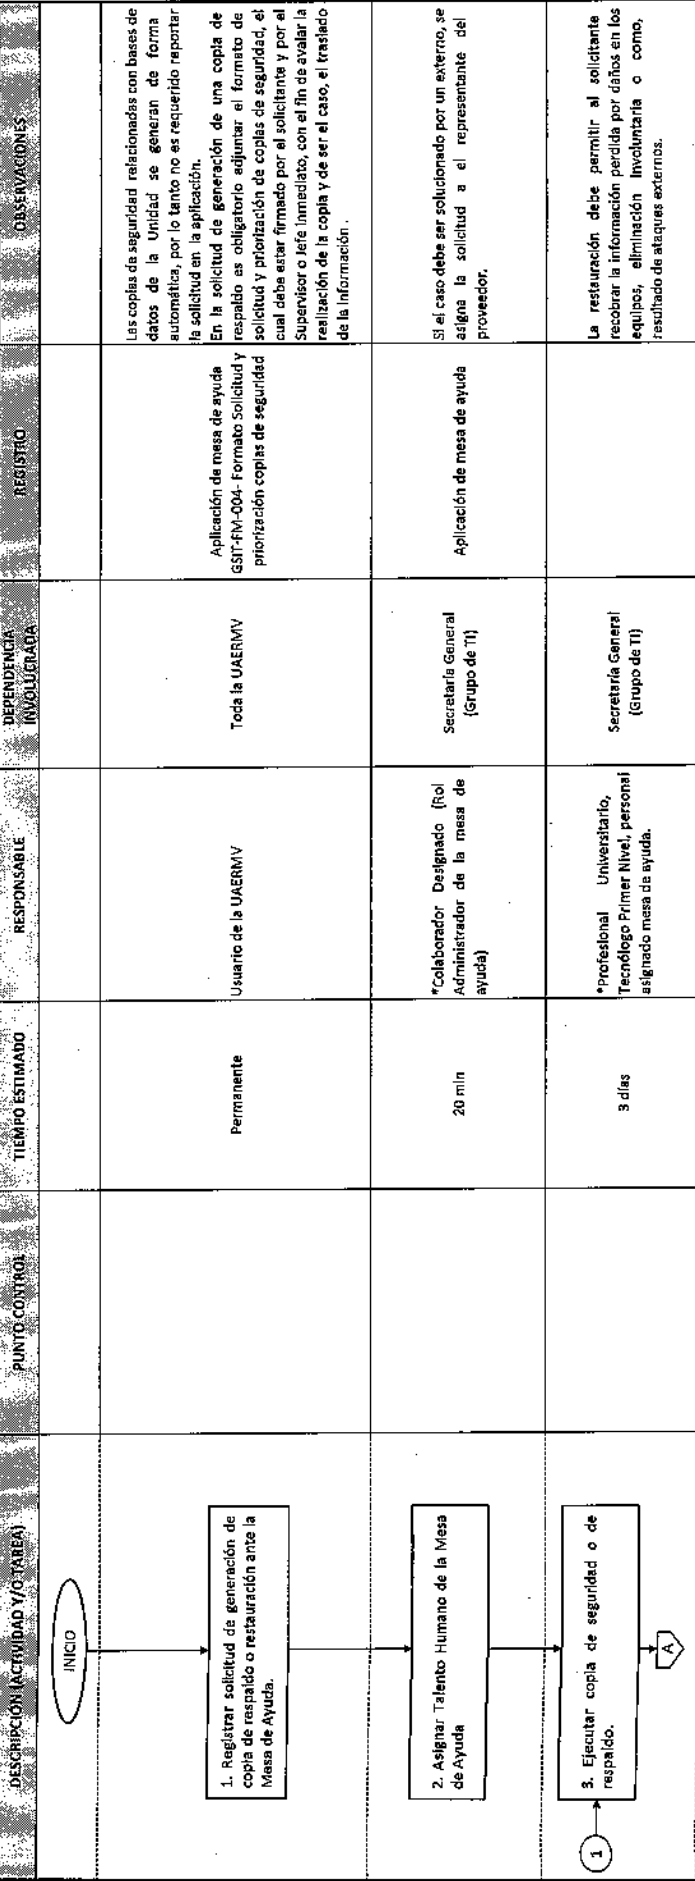 DESCRIPCIÓN (ACTIVIDAD Y/O TAREA)
PUNTO CONTROL
TIEMPO ESTIMADO
RESPONSABLE
DEPENDENCIA
INVOLUCRADA
REGISTRO
OBSERVACIONES
INICIO
1. Registrar solicitud de generación de
copia de respaldo o restauración ante la
Mesa de Ayuda.
Permanente
Usuario de la UAERMV
Toda la UAERMV
Aplicación de mesa de ayuda
GSIT-FM-004- Formato Solicitud y
priorización copias de seguridad
Las copias de seguridad relacionadas con bases de
datos de la Unidad se generan de forma
automática, por lo tanto no es requerido reportar
la solicitud en la aplicación.
En la solicitud de generación de una copia de
respaldo es obligatorio adjuntar el formato de
solicitud y priorización de copias de seguridad, el
cual debe estar firmado por el solicitante y por el
Supervisor o Jefe Inmediato, con el fin de avalar la
realización de la copia y de ser el caso, el traslado
de la Información .
2. Asignar Talento Humano de la Mesa
de Ayuda
20 min
*Colaborador Designado (Rol
Administrador de la mesa de
ayuda)
Secretaría General
(Grupo de TI)
Aplicación de mesa de ayuda
Si el caso debe ser solucionado por un externo, se
asigna la solicitud a el representante del
proveedor.
1
3. Ejecutar copia de seguridad o de
respaldo.
A
3 días
*Profesional Universitario,
Tecnólogo Primer Nivel, personal
asignado mesa de ayuda.
Secretaría General
(Grupo de TI)
La restauración debe permitir al solicitante
recobrar la información perdida por daños en los
equipos, eliminación Involuntaria o como,
resultado de ataques externos.